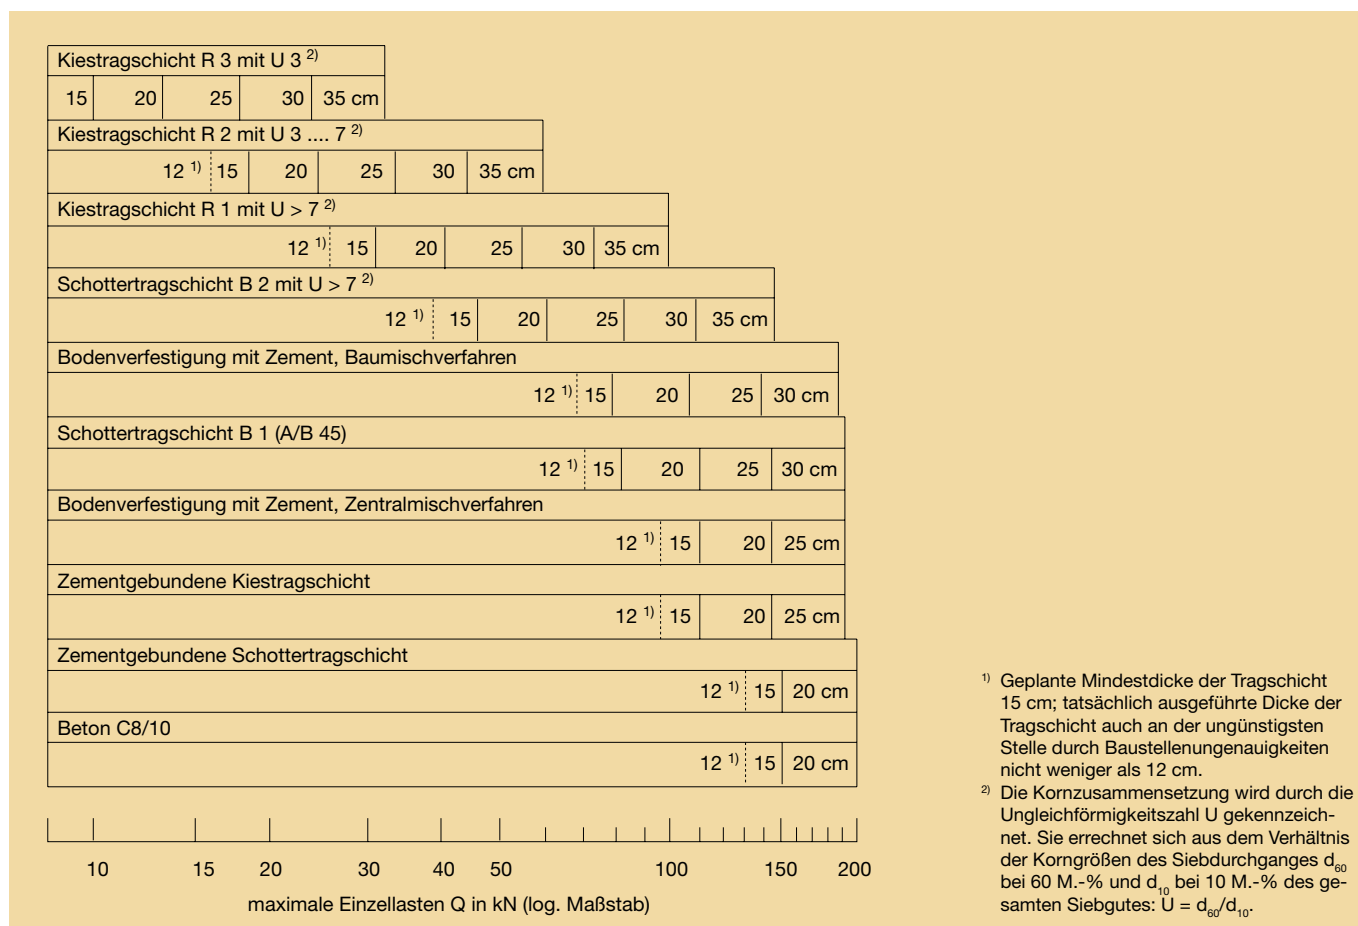 Kiestragschicht R 3 mit U 3 2)
15 20 25 30 35 cm
Kiestragschicht R 2 mit U 3 .... 7 2)
12 1) 15 20 25 30 35 cm
Kiestragschicht R 1 mit U > 7 2)
12 1) 15 20 25 30 35 cm
Schottertragschicht B 2 mit U > 7 2)
12 1) 15 20 25 30 35 cm
Bodenverfestigung mit Zement, Baumischverfahren
12 1) 15 20 25 30 cm
Schottertragschicht B 1 (A/B 45)
12 1) 15 20 25 30 cm
Bodenverfestigung mit Zement, Zentralmischverfahren
12 1) 15 20 25 cm
Zementgebundene Kiestragschicht
12 1) 15 20 25 cm
Zementgebundene Schottertragschicht
12 1) 15 20 cm
Beton C8/10
12 1) 15 20 cm
10 15 20 30 40 50 100 150 200
maximale Einzellasten Q in kN (log. Maßstab)
1) Geplante Mindestdicke der Tragschicht
15 cm; tatsächlich ausgeführte Dicke der
Tragschicht auch an der ungünstigsten
Stelle durch Baustellenungenauigkeiten
nicht weniger als 12 cm.
2) Die Kornzusammensetzung wird durch die
Ungleichförmigkeitszahl U gekennzeich-
net. Sie errechnet sich aus dem Verhältnis
der Korngrößen des Siebdurchganges d60
bei 60 M.-% und d10 bei 10 M.-% des ge-
samten Siebgutes: U = d60/d10.